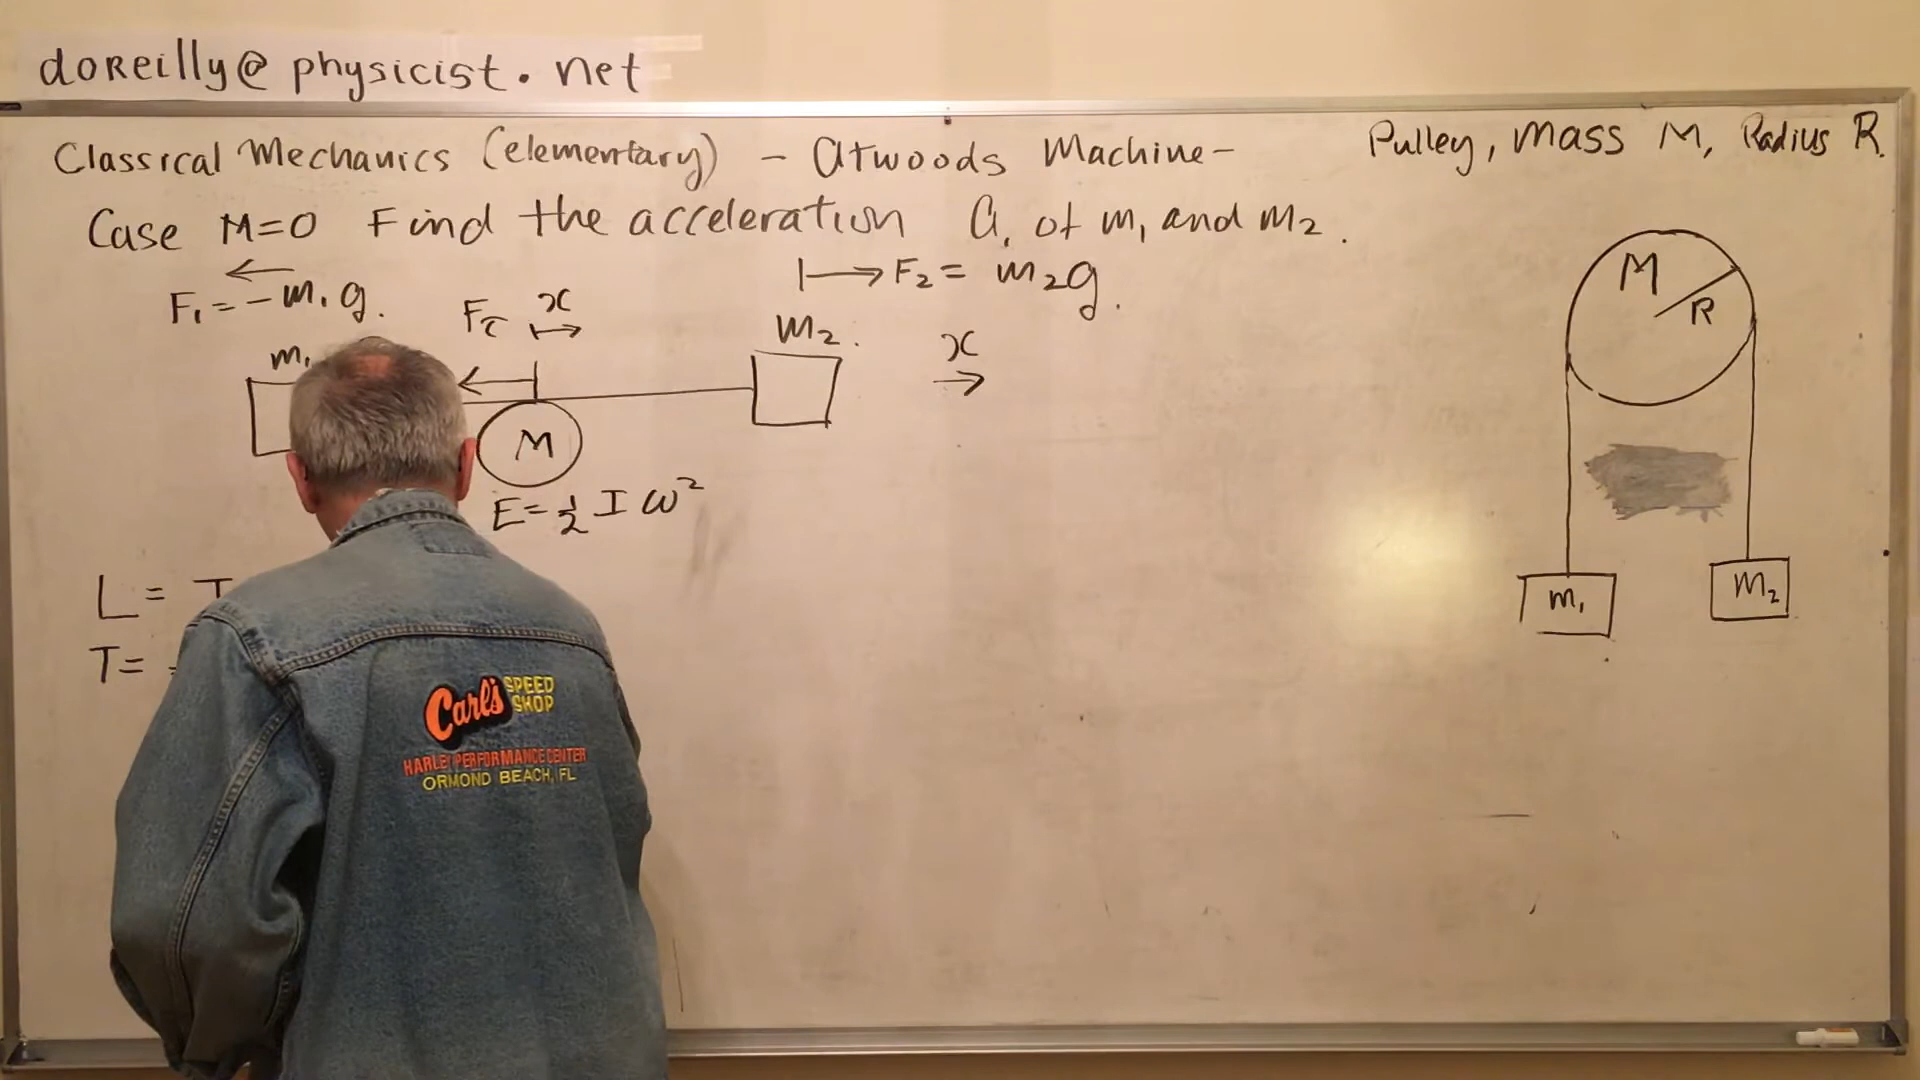 doReilly@physicist.net
Classical Mechanics (elementary) - Atwoods Machine-
Pulley, mass M, Radius R.
Case M=0 Find the acceleration a, of m₁ and m₂.
F₁ = -m₁g.
Fτ
x
F₂ = m₂g.
m₁
m₂.
x
M
E = ½ I ω²
L = T
T =
M
R
m₁
m₂
Carl's SPEED
SHOP
HARLEY PERFORMANCE CENTER
ORMOND BEACH, FL